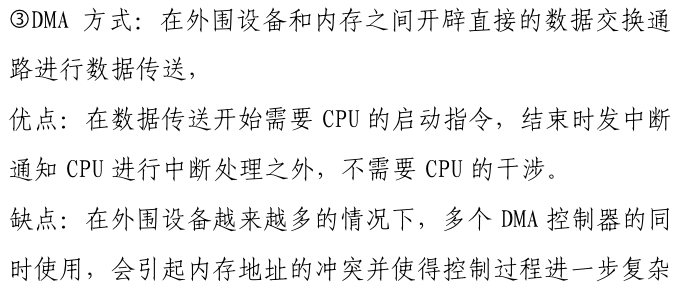 ③DMA 方式：在外围设备和内存之间开辟直接的数据交换通
路进行数据传送，
优点：在数据传送开始需要 CPU 的启动指令，结束时发中断
通知 CPU 进行中断处理之外，不需要 CPU 的干涉。
缺点：在外围设备越来越多的情况下，多个 DMA 控制器的同
时使用，会引起内存地址的冲突并使得控制过程进一步复杂